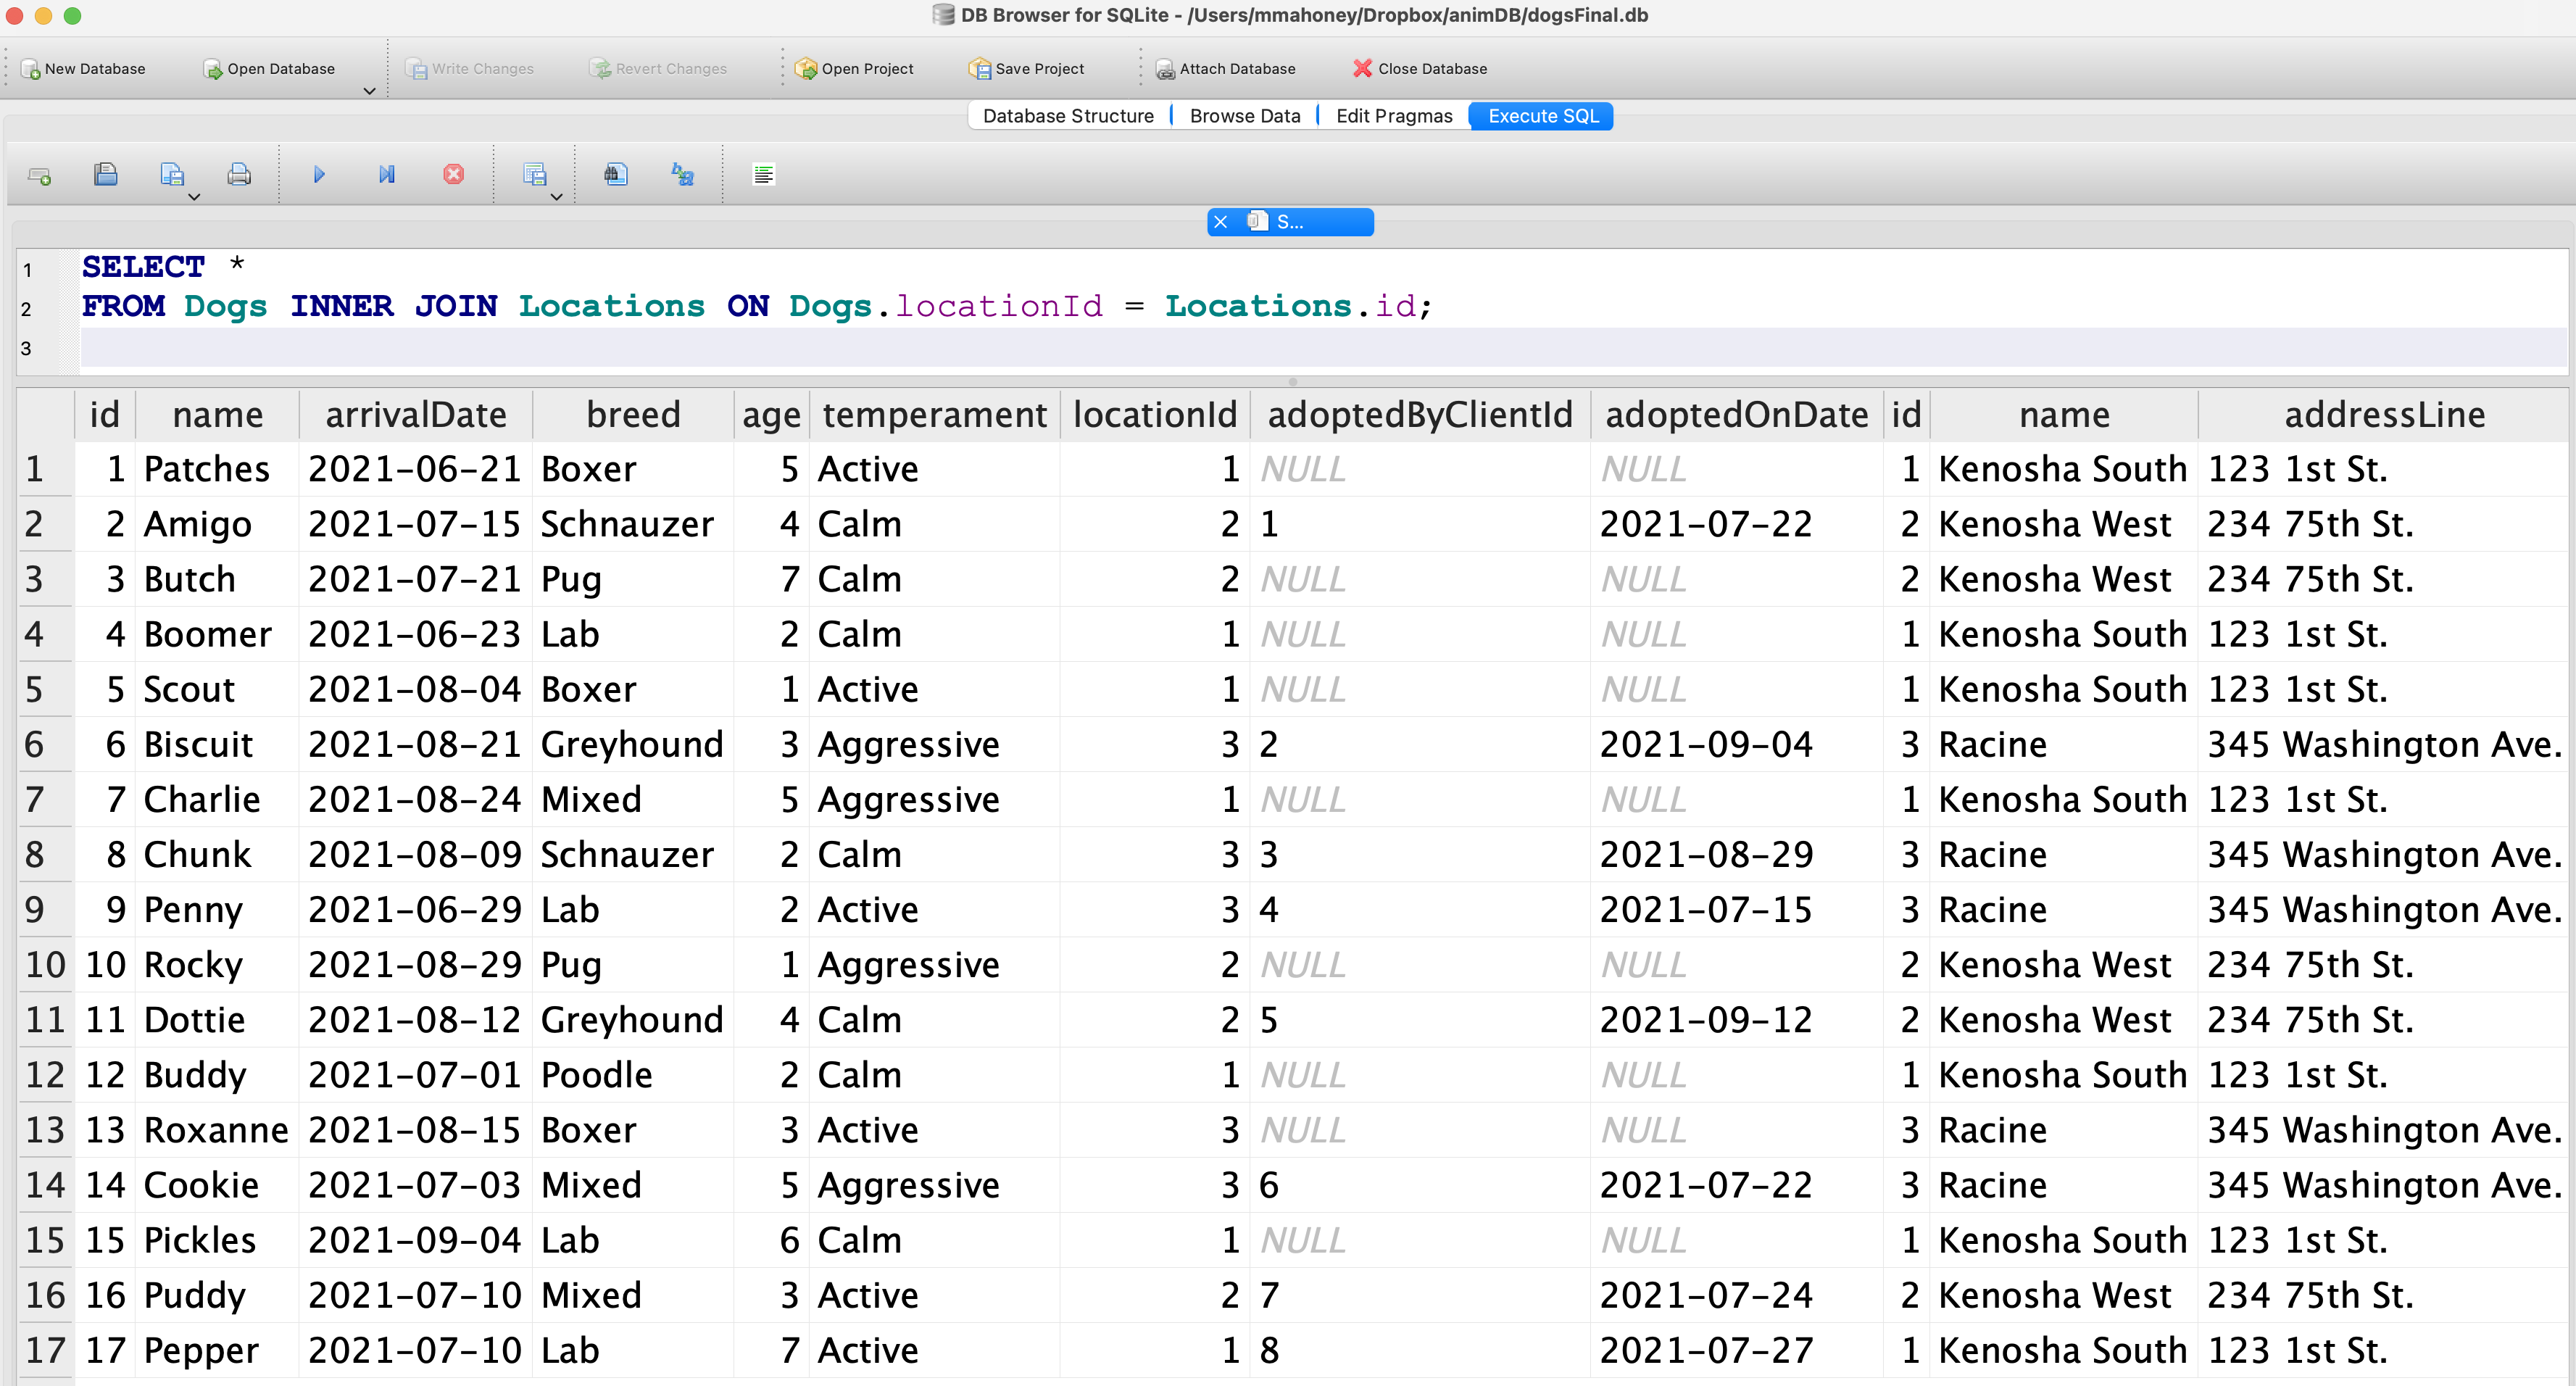 DB Browser for SQLite - /Users/mmahoney/Dropbox/animDB/dogsFinal.db
New Database Open Database Write Changes Revert Changes Open Project Save Project Attach Database Close Database
Database Structure Browse Data Edit Pragmas Execute SQL
S...
1 SELECT *
2 FROM Dogs INNER JOIN Locations ON Dogs.locationId = Locations.id;
3
id name arrivalDate breed age temperament locationId adoptedByClientId adoptedOnDate id name addressLine
1 1 Patches 2021-06-21 Boxer 5 Active 1 NULL NULL 1 Kenosha South 123 1st St.
2 2 Amigo 2021-07-15 Schnauzer 4 Calm 2 1 2021-07-22 2 Kenosha West 234 75th St.
3 3 Butch 2021-07-21 Pug 7 Calm 2 NULL NULL 2 Kenosha West 234 75th St.
4 4 Boomer 2021-06-23 Lab 2 Calm 1 NULL NULL 1 Kenosha South 123 1st St.
5 5 Scout 2021-08-04 Boxer 1 Active 1 NULL NULL 1 Kenosha South 123 1st St.
6 6 Biscuit 2021-08-21 Greyhound 3 Aggressive 3 2 2021-09-04 3 Racine 345 Washington Ave.
7 7 Charlie 2021-08-24 Mixed 5 Aggressive 1 NULL NULL 1 Kenosha South 123 1st St.
8 8 Chunk 2021-08-09 Schnauzer 2 Calm 3 3 2021-08-29 3 Racine 345 Washington Ave.
9 9 Penny 2021-06-29 Lab 2 Active 3 4 2021-07-15 3 Racine 345 Washington Ave.
10 10 Rocky 2021-08-29 Pug 1 Aggressive 2 NULL NULL 2 Kenosha West 234 75th St.
11 11 Dottie 2021-08-12 Greyhound 4 Calm 2 5 2021-09-12 2 Kenosha West 234 75th St.
12 12 Buddy 2021-07-01 Poodle 2 Calm 1 NULL NULL 1 Kenosha South 123 1st St.
13 13 Roxanne 2021-08-15 Boxer 3 Active 3 NULL NULL 3 Racine 345 Washington Ave.
14 14 Cookie 2021-07-03 Mixed 5 Aggressive 3 6 2021-07-22 3 Racine 345 Washington Ave.
15 15 Pickles 2021-09-04 Lab 6 Calm 1 NULL NULL 1 Kenosha South 123 1st St.
16 16 Puddy 2021-07-10 Mixed 3 Active 2 7 2021-07-24 2 Kenosha West 234 75th St.
17 17 Pepper 2021-07-10 Lab 7 Active 1 8 2021-07-27 1 Kenosha South 123 1st St.